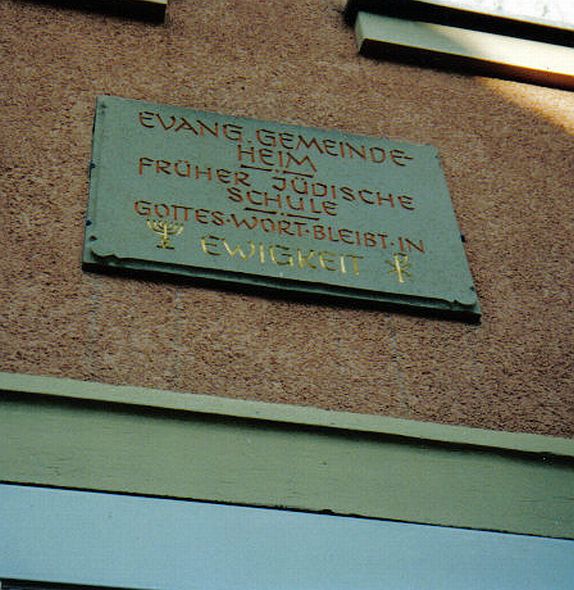 EVANG. GEMEINDE-
HEIM
FRÜHER JÜDISCHE
SCHULE
GOTTES·WORT·BLEIBT·IN
EWIGKEIT